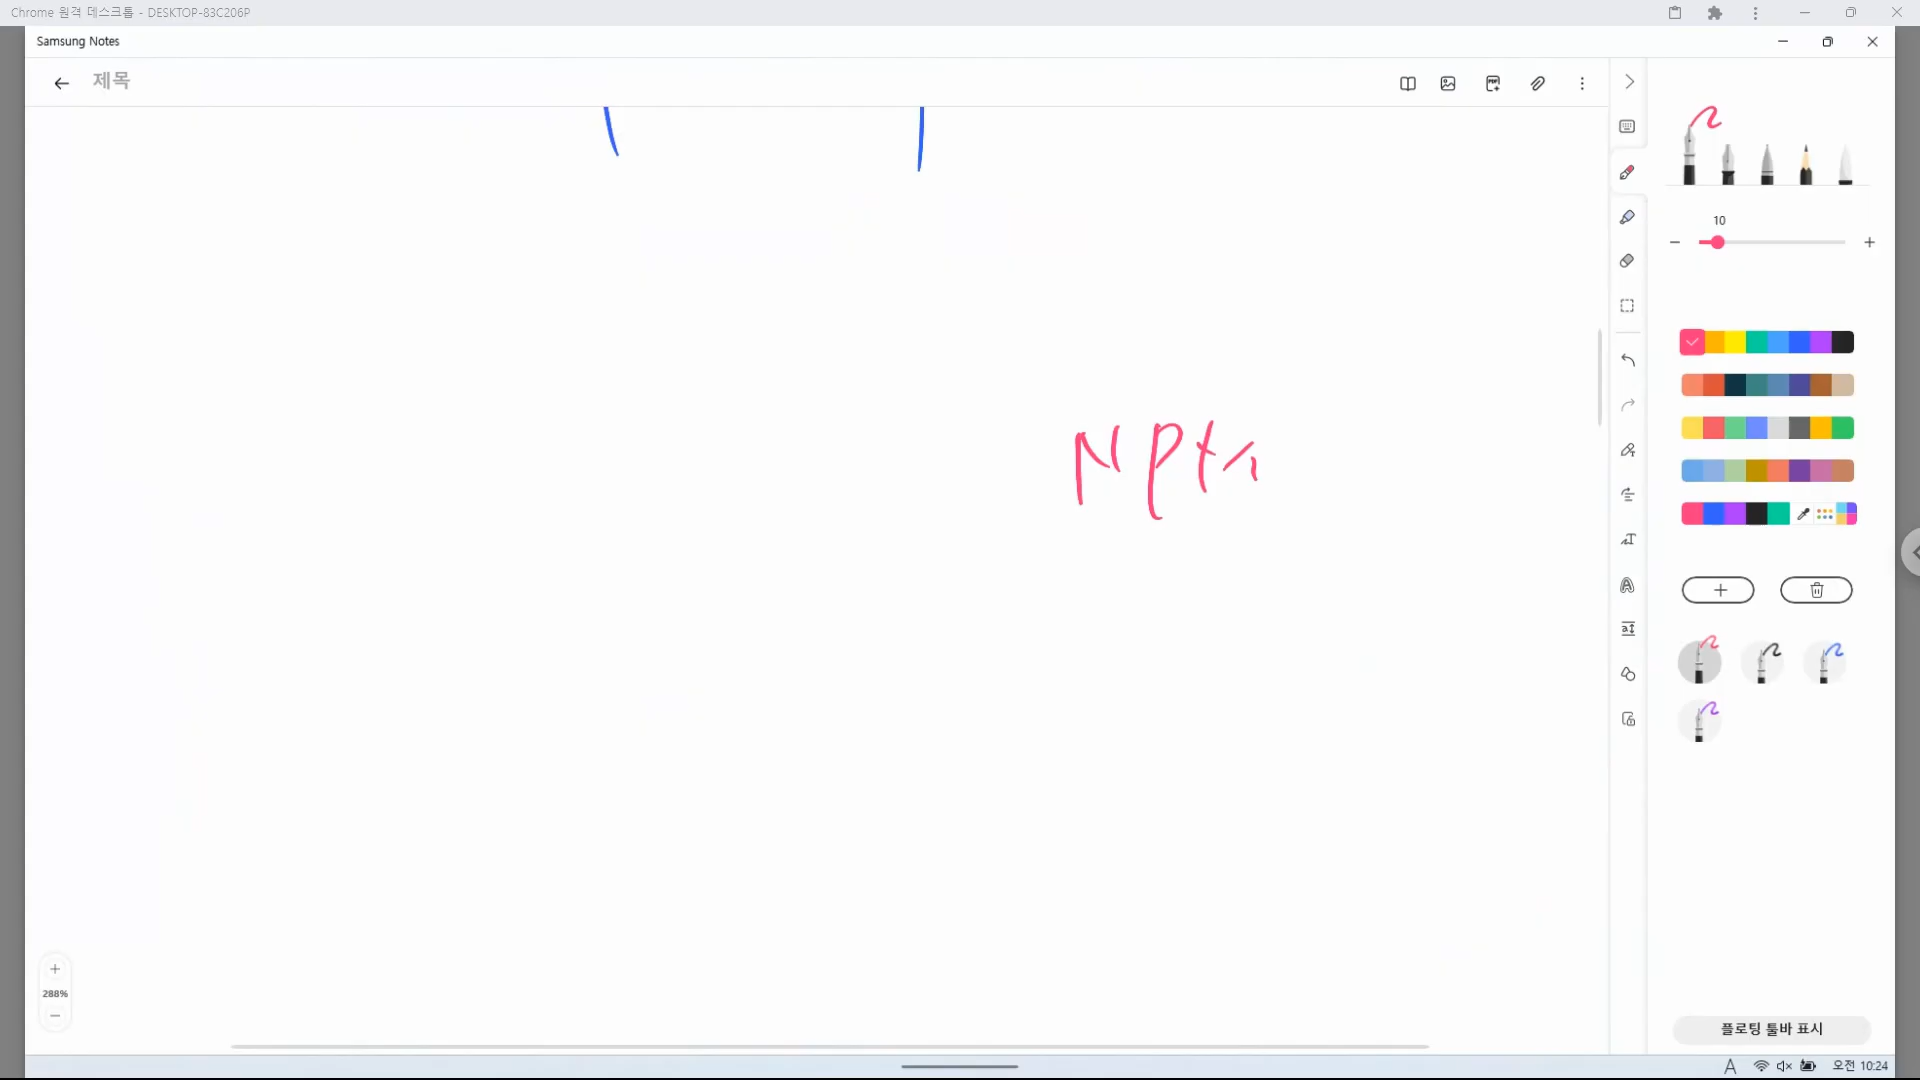 Chrome 원격 데스크톱 - DESKTOP-83C206P
Samsung Notes
제목
10
288%
플로팅 툴바 표시
A 오전 10:24